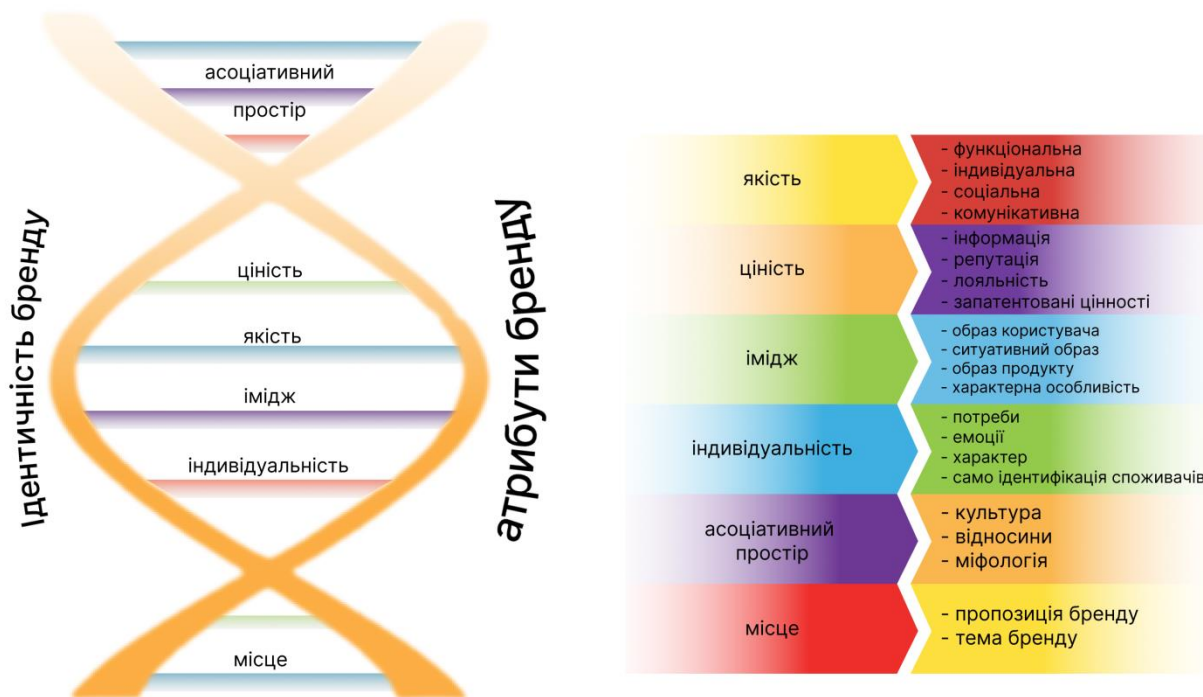 асоціативний
простір
Ідентичність бренду
атрибути бренду
ціність
якість
імідж
індивідуальність
місце
якість
- функціональна
- індивідуальна
- соціальна
- комунікативна
ціність
- інформація
- репутація
- лояльність
- запатентовані цінності
імідж
- образ користувача
- ситуативний образ
- образ продукту
- характерна особливість
індивідуальність
- потреби
- емоції
- характер
- само ідентифікація споживачів
асоціативний
простір
- культура
- відносини
- міфологія
місце
- пропозиція бренду
- тема бренду